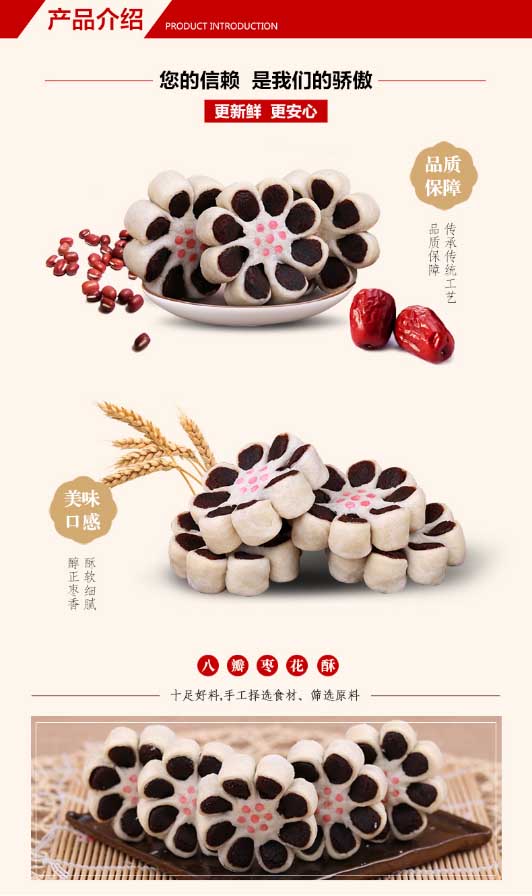 产品介绍 PRODUCT INTRODUCTION
您的信赖 是我们的骄傲
更新鲜 更安心
品质
保障
传承传统工艺
品质保障
美味
口感
酥软细腻
醇正枣香
八瓣枣花酥
十足好料,手工择选食材、筛选原料